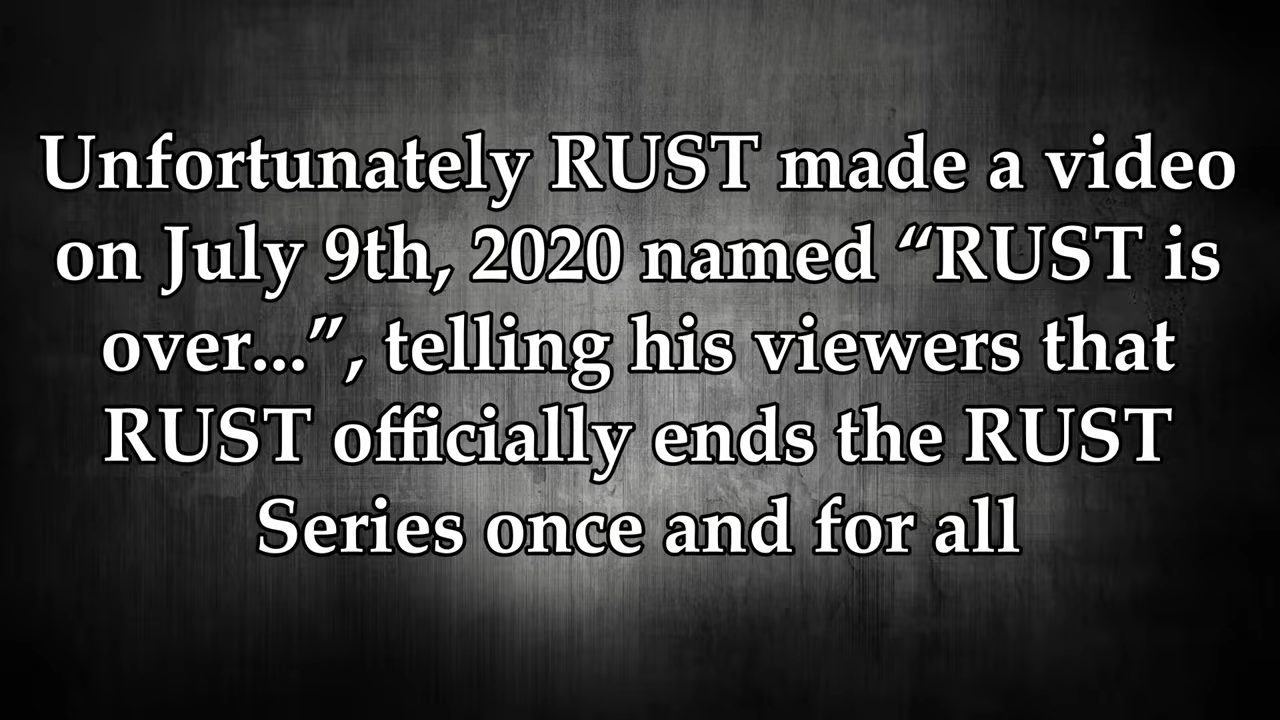 Unfortunately RUST made a video
on July 9th, 2020 named “RUST is
over...”, telling his viewers that
RUST officially ends the RUST
Series once and for all